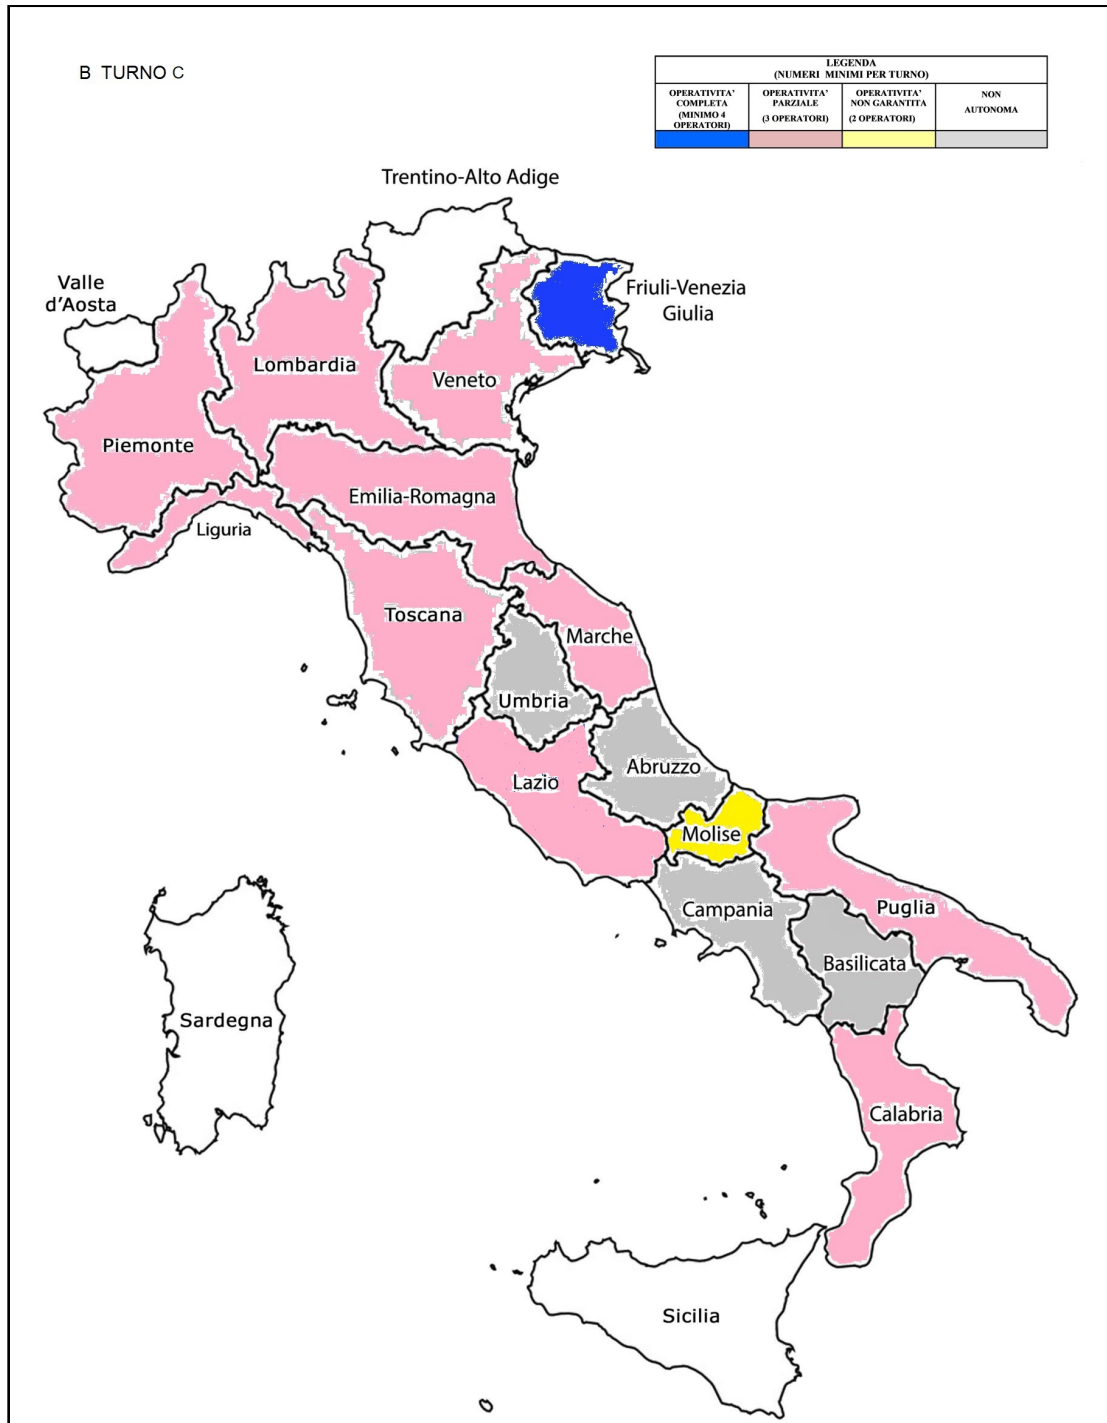 B TURNO C
LEGENDA
(NUMERI MINIMI PER TURNO)
OPERATIVITA'
COMPLETA
(MINIMO 4
OPERATORI)
OPERATIVITA'
PARZIALE
(3 OPERATORI)
OPERATIVITA'
NON GARANTITA
(2 OPERATORI)
NON
AUTONOMA
Trentino-Alto Adige
Valle
d'Aosta
Friuli-Venezia
Giulia
Lombardia
Veneto
Piemonte
Emilia-Romagna
Liguria
Toscana
Marche
Umbria
Abruzzo
Lazio
Molise
Campania
Puglia
Basilicata
Sardegna
Calabria
Sicilia